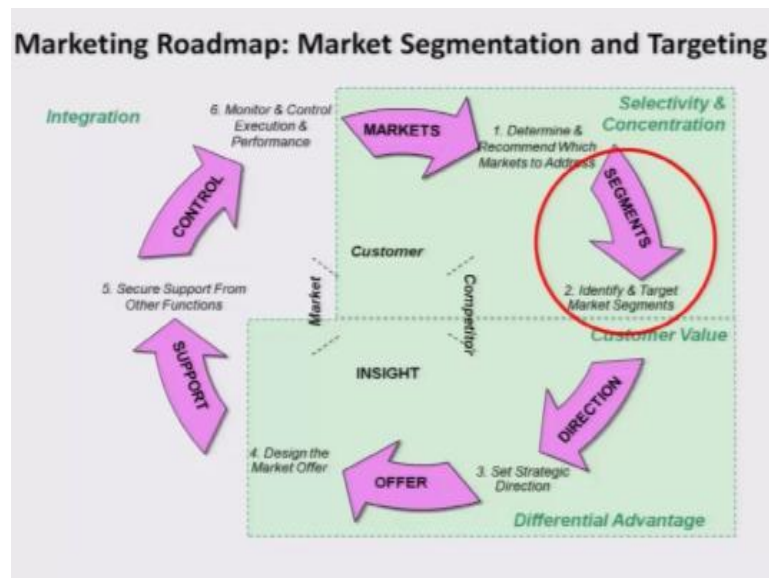 Marketing Roadmap: Market Segmentation and Targeting
Integration
6. Monitor & Control
Execution &
Performance
MARKETS
1. Determine &
Recommend Which
Markets to Address
Selectivity &
Concentration
SEGMENTS
2. Identify & Target
Market Segments
CONTROL
Customer
Market
Competitor
INSIGHT
5. Secure Support From
Other Functions
SUPPORT
Customer Value
DIRECTION
3. Set Strategic
Direction
OFFER
4. Design the
Market Offer
Differential Advantage